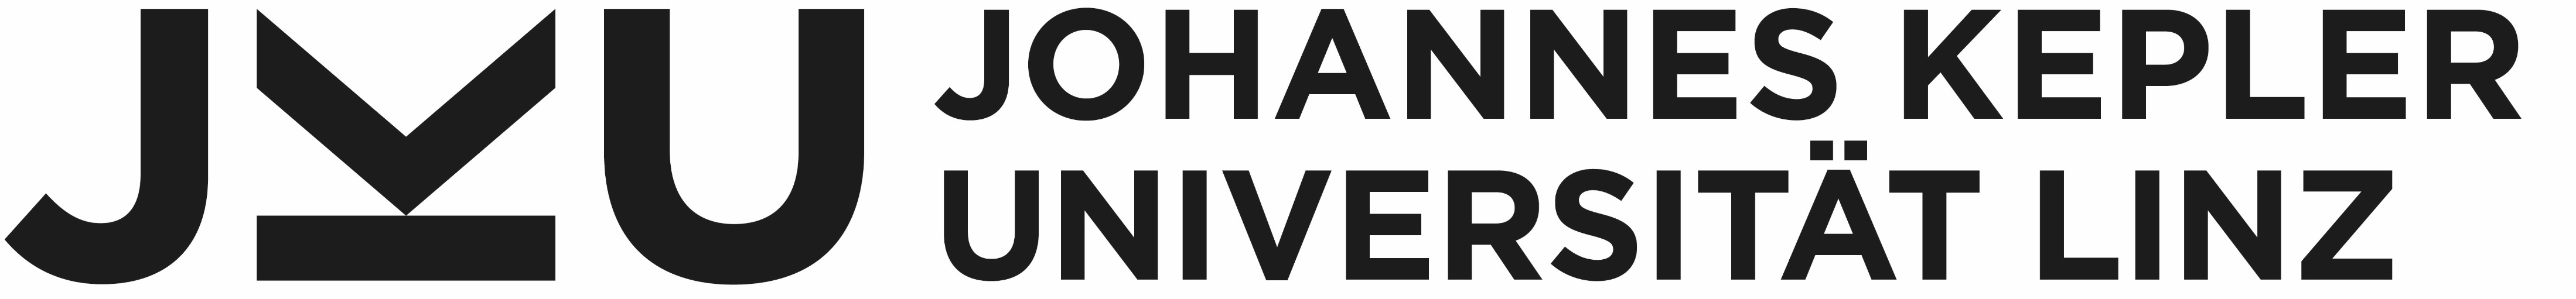 JKU
JOHANNES KEPLER
UNIVERSITÄT LINZ